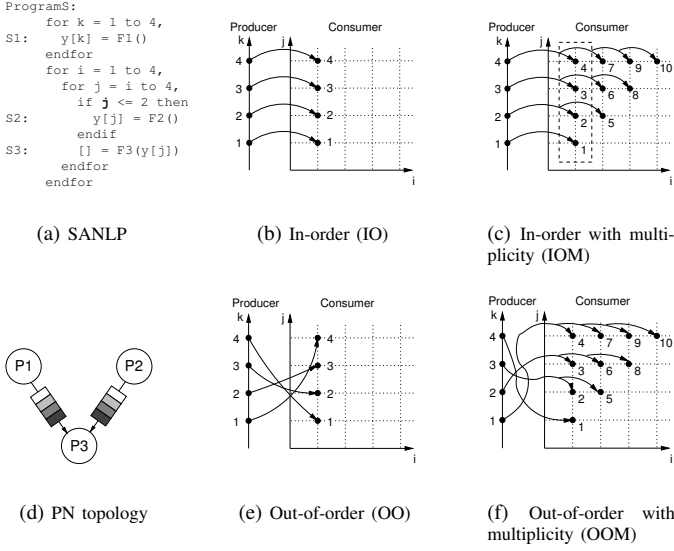 ProgramS:
for k = 1 to 4,
S1: y[k] = F1()
endfor
for i = 1 to 4,
for j = i to 4,
if j <= 2 then
S2: y[j] = F2()
endif
S3: [] = F3(y[j])
endfor
endfor
(a) SANLP
Producer Consumer
k j
4 4
3 3
2 2
1 1
i
(b) In-order (IO)
Producer Consumer
k j
4 4 7 9 10
3 3 6 8
2 2 5
1 1
i
(c) In-order with multi-
plicity (IOM)
P1 P2
P3
(d) PN topology
Producer Consumer
k j
4 4
3 3
2 2
1 1
i
(e) Out-of-order (OO)
Producer Consumer
k j
4 4 7 9 10
3 3 6 8
2 2 5
1 1
i
(f) Out-of-order with
multiplicity (OOM)